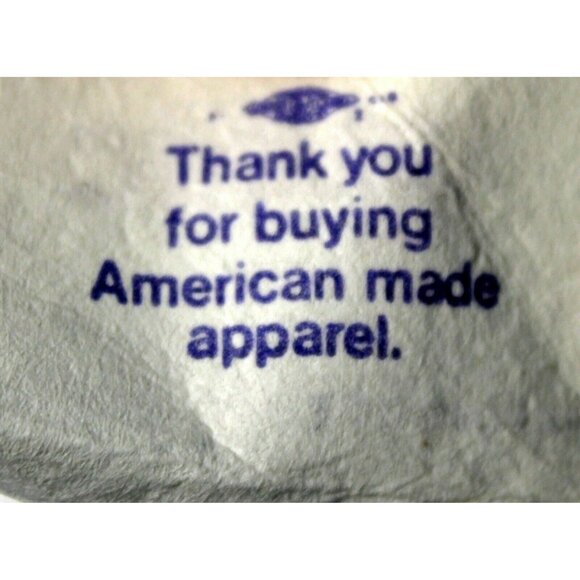 Thank you
for buying
American made
apparel.